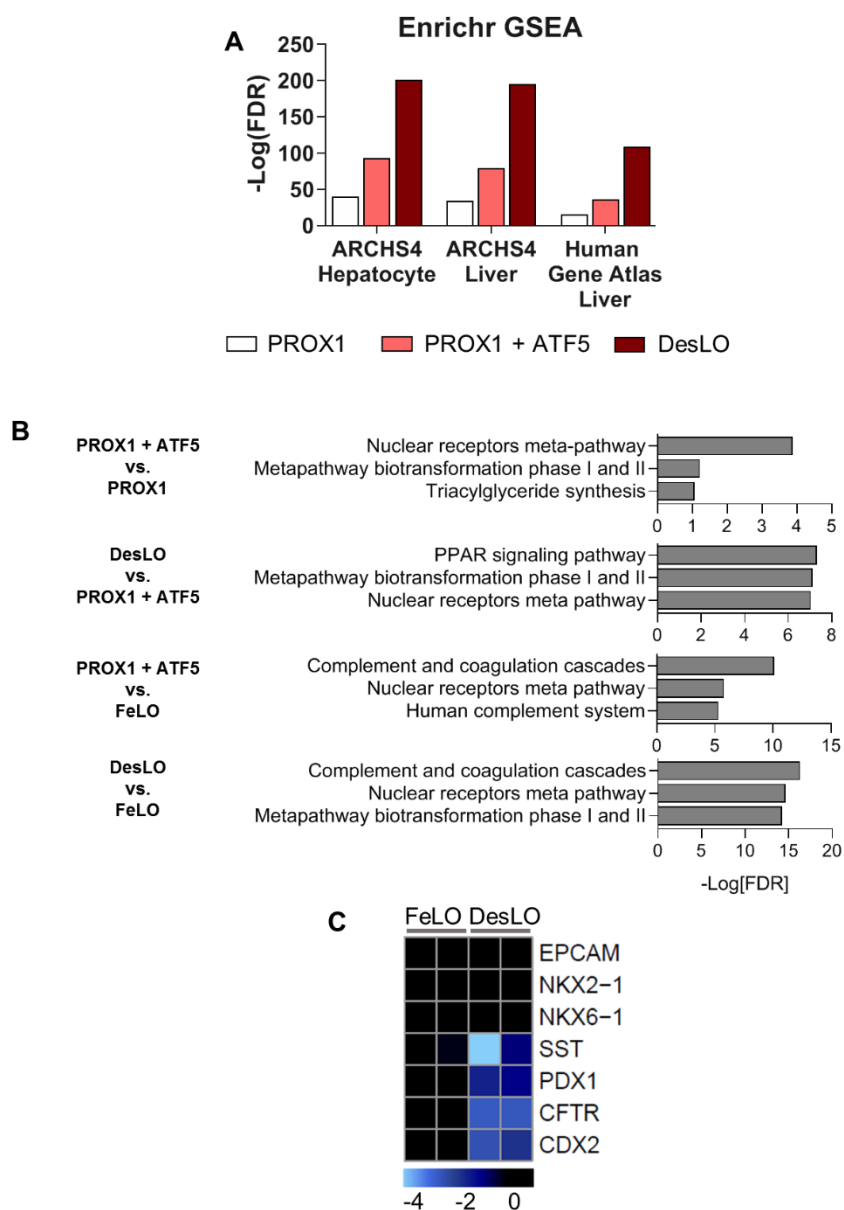 A
Enrichr GSEA
-Log(FDR)
250
200
150
100
50
0
ARCHS4
Hepatocyte
ARCHS4
Liver
Human
Gene Atlas
Liver
PROX1
PROX1 + ATF5
DesLO
B
PROX1 + ATF5
vs.
PROX1
Nuclear receptors meta-pathway
Metapathway biotransformation phase I and II
Triacylglyceride synthesis
0 1 2 3 4 5
DesLO
vs.
PROX1 + ATF5
PPAR signaling pathway
Metapathway biotransformation phase I and II
Nuclear receptors meta pathway
0 2 4 6 8
PROX1 + ATF5
vs.
FeLO
Complement and coagulation cascades
Nuclear receptors meta pathway
Human complement system
0 5 10 15
DesLO
vs.
FeLO
Complement and coagulation cascades
Nuclear receptors meta pathway
Metapathway biotransformation phase I and II
0 5 10 15 20
-Log[FDR]
C
FeLO DesLO
EPCAM
NKX2−1
NKX6−1
SST
PDX1
CFTR
CDX2
-4 -2 0